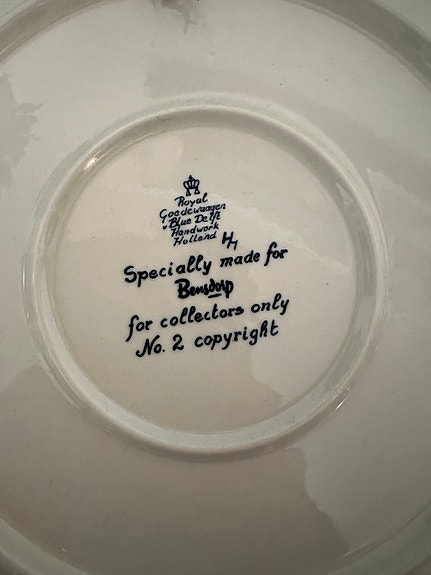 Royal
Goedewaagen
Blue Delft
Handwork
Holland
Specially made for
Bensdorp
for collectors only
No. 2 copyright